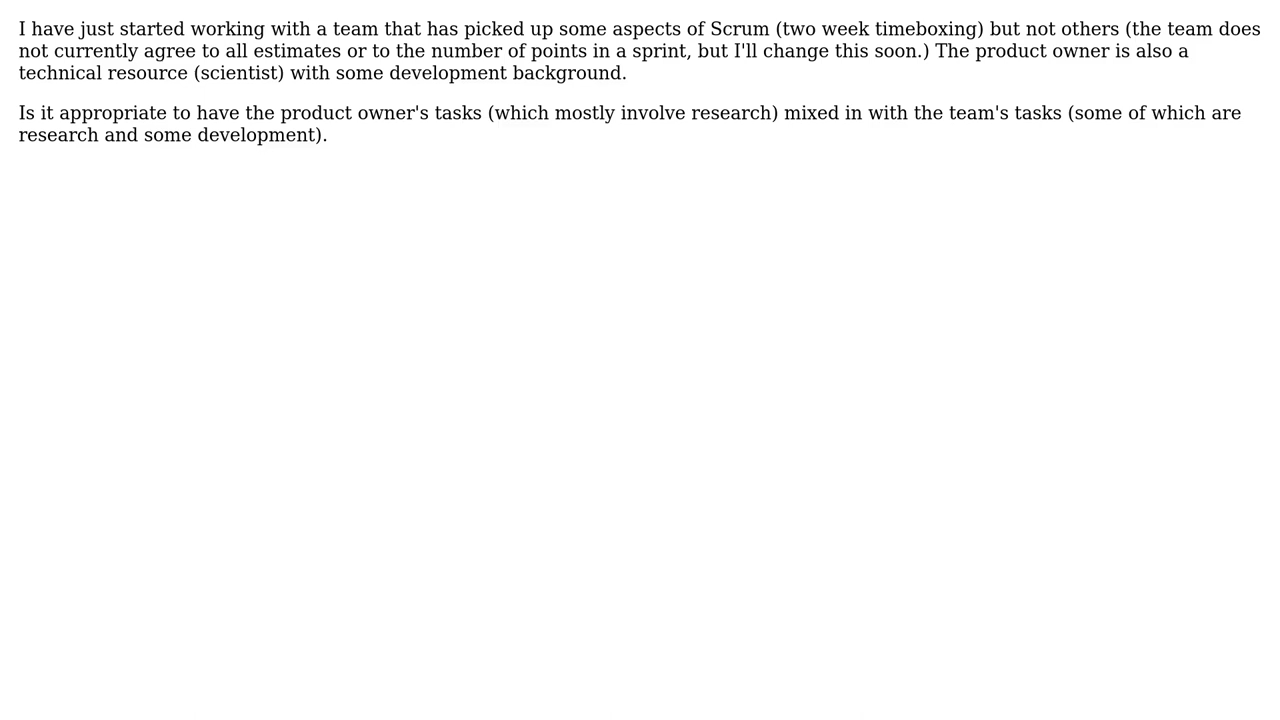 I have just started working with a team that has picked up some aspects of Scrum (two week timeboxing) but not others (the team does
not currently agree to all estimates or to the number of points in a sprint, but I'll change this soon.) The product owner is also a
technical resource (scientist) with some development background.
Is it appropriate to have the product owner's tasks (which mostly involve research) mixed in with the team's tasks (some of which are
research and some development).